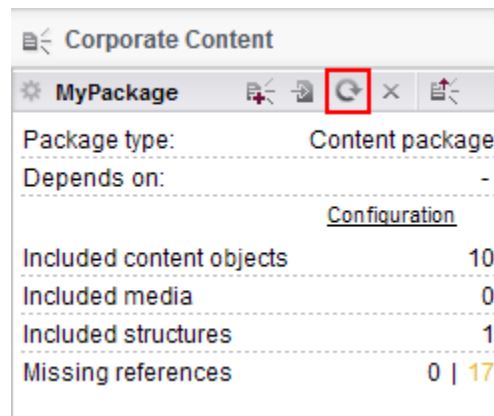 Corporate Content
MyPackage
Package type: Content package
Depends on: -
Configuration
Included content objects 10
Included media 0
Included structures 1
Missing references 0 | 17